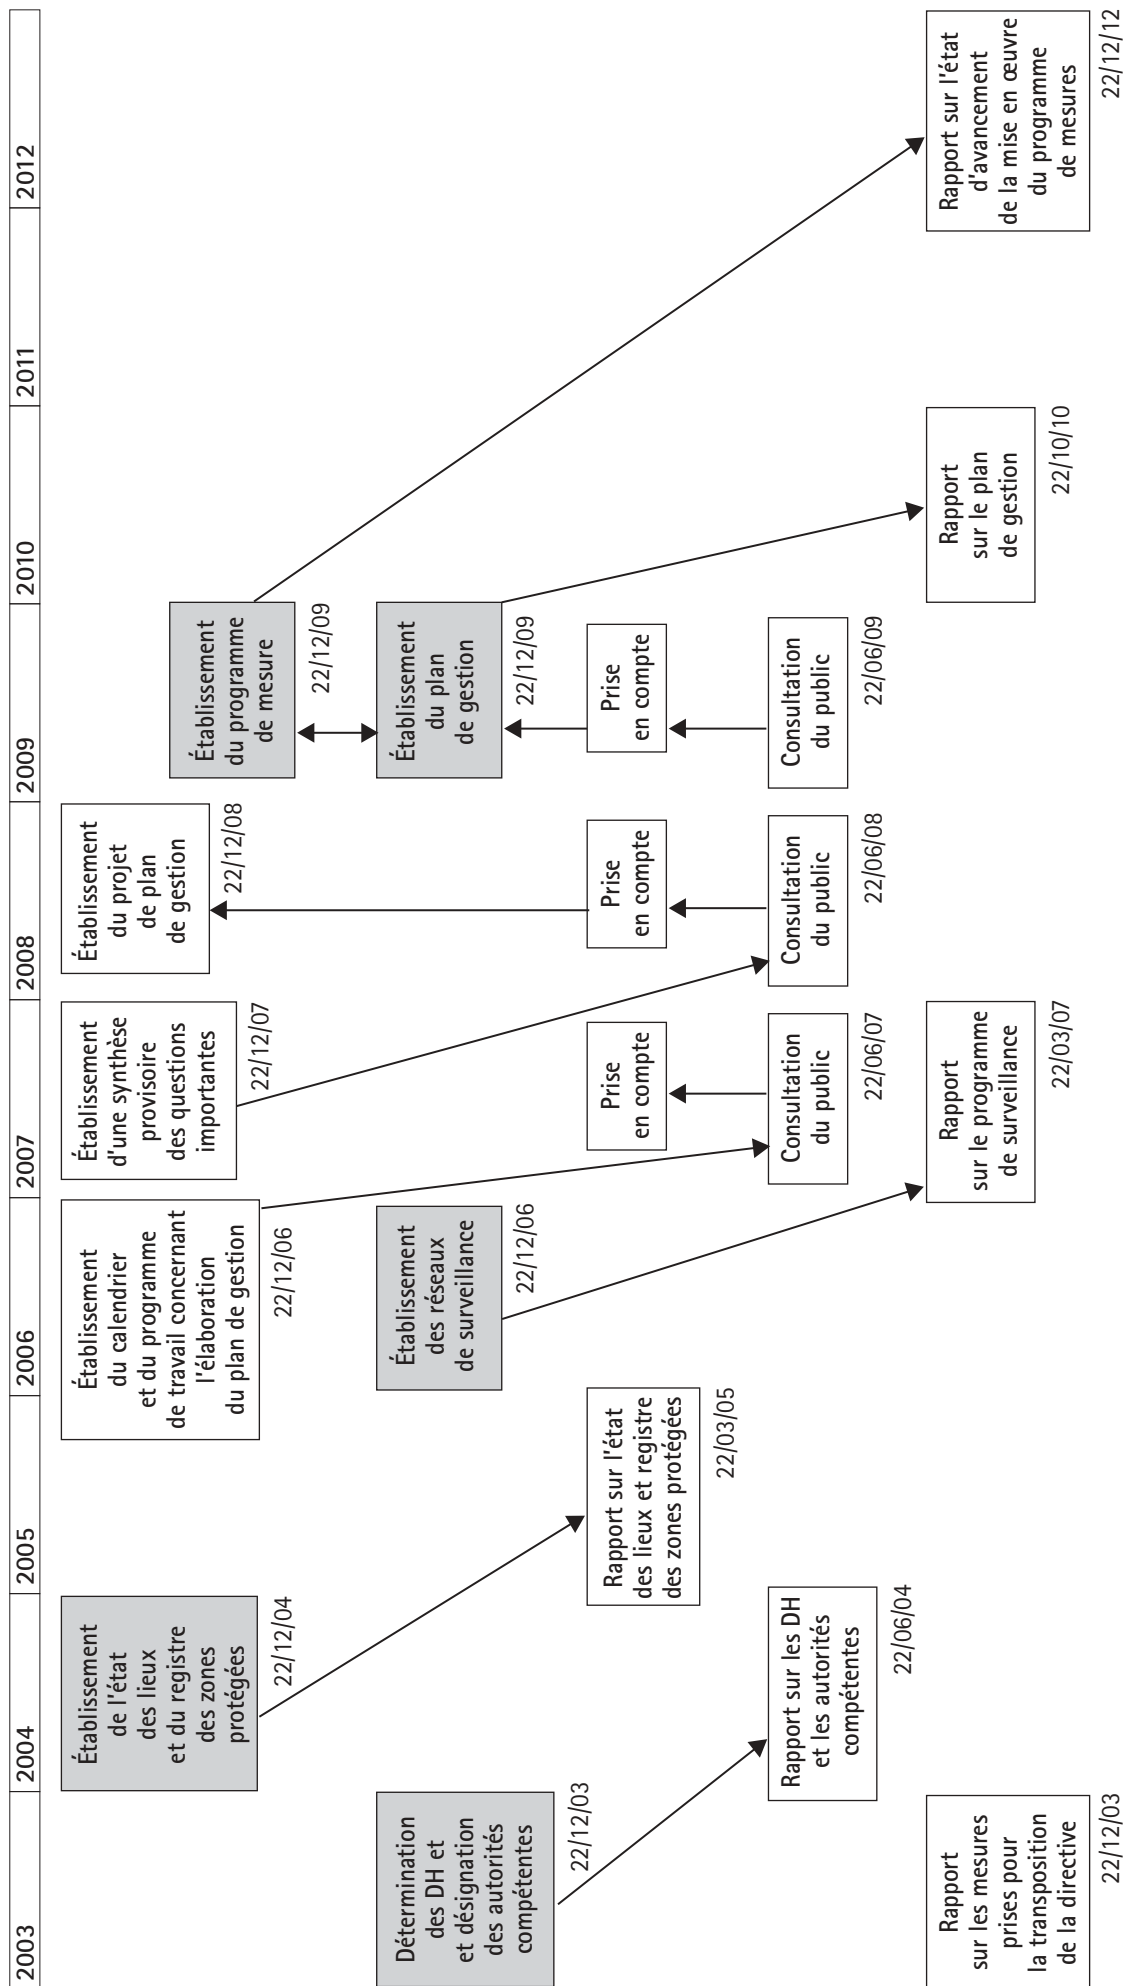 2003
2004
2005
2006
2007
2008
2009
2010
2011
2012
Établissement
de l'état
des lieux
et du registre
des zones
protégées
22/12/04
Établissement
du calendrier
et du programme
de travail concernant
l'élaboration
du plan de gestion
22/12/06
Établissement
d'une synthèse
provisoire
des questions
importantes
22/12/07
Établissement
du projet
de plan
de gestion
22/12/08
Établissement
du programme
de mesure
22/12/09
Détermination
des DH et
et désignation
des autorités
compétentes
22/12/03
Établissement
des réseaux
de surveillance
22/12/06
Établissement
du plan
de gestion
22/12/09
Rapport sur l'état
des lieux et registre
des zones protégées
22/03/05
Prise
en compte
Prise
en compte
Prise
en compte
Rapport sur les DH
et les autorités
compétentes
22/06/04
Consultation
du public
22/06/07
Consultation
du public
22/06/08
Consultation
du public
22/06/09
Rapport
sur les mesures
prises pour
la transposition
de la directive
22/12/03
Rapport
sur le programme
de surveillance
22/03/07
Rapport
sur le plan
de gestion
22/10/10
Rapport sur l'état
d'avancement
de la mise en œuvre
du programme
de mesures
22/12/12